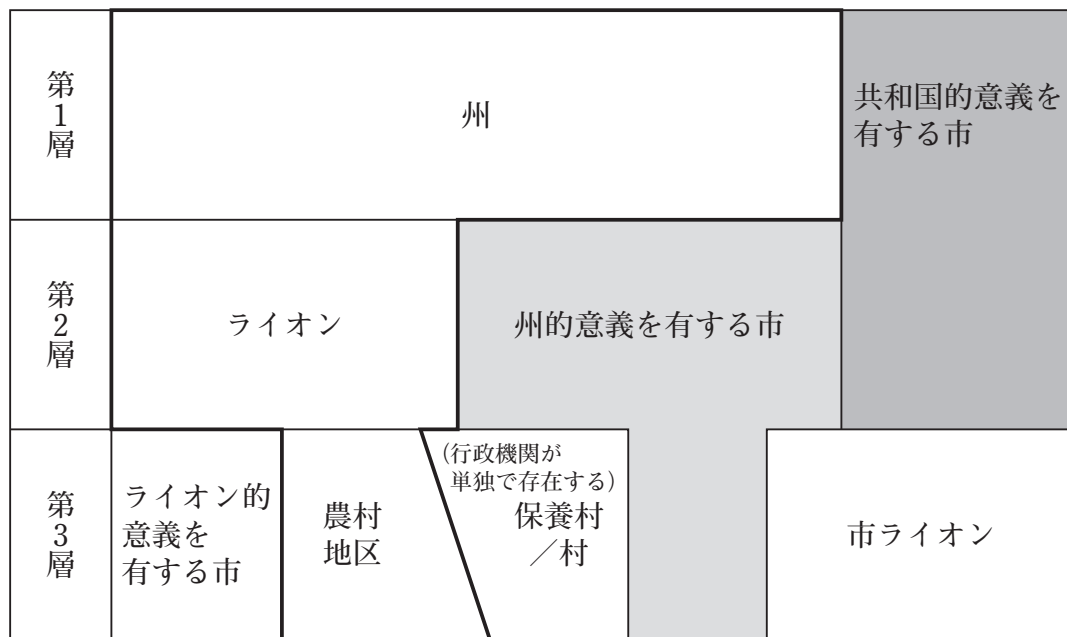 第1層
州
共和国的意義を
有する市
第2層
ライオン
州的意義を有する市
第3層
ライオン的
意義を
有する市
農村
地区
(行政機関が
単独で存在する)
保養村
／村
市ライオン